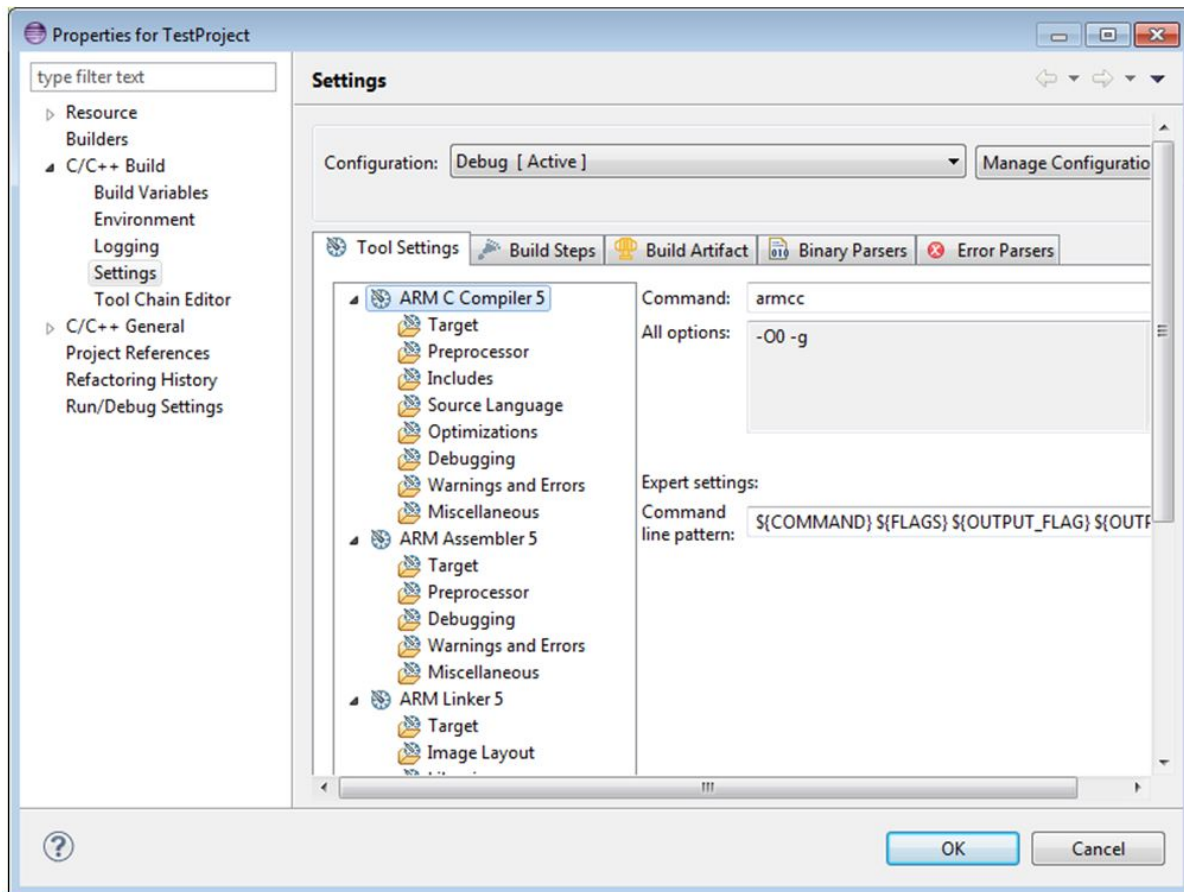 Properties for TestProject
type filter text
Resource
Builders
C/C++ Build
Build Variables
Environment
Logging
Settings
Tool Chain Editor
C/C++ General
Project References
Refactoring History
Run/Debug Settings
Settings
Configuration: Debug [ Active ] Manage Configuratio
Tool Settings Build Steps Build Artifact Binary Parsers Error Parsers
ARM C Compiler 5
Target
Preprocessor
Includes
Source Language
Optimizations
Debugging
Warnings and Errors
Miscellaneous
ARM Assembler 5
Target
Preprocessor
Debugging
Warnings and Errors
Miscellaneous
ARM Linker 5
Target
Image Layout
Command: armcc
All options: -O0 -g
Expert settings:
Command
line pattern: ${COMMAND} ${FLAGS} ${OUTPUT_FLAG} ${OUTP
OK Cancel